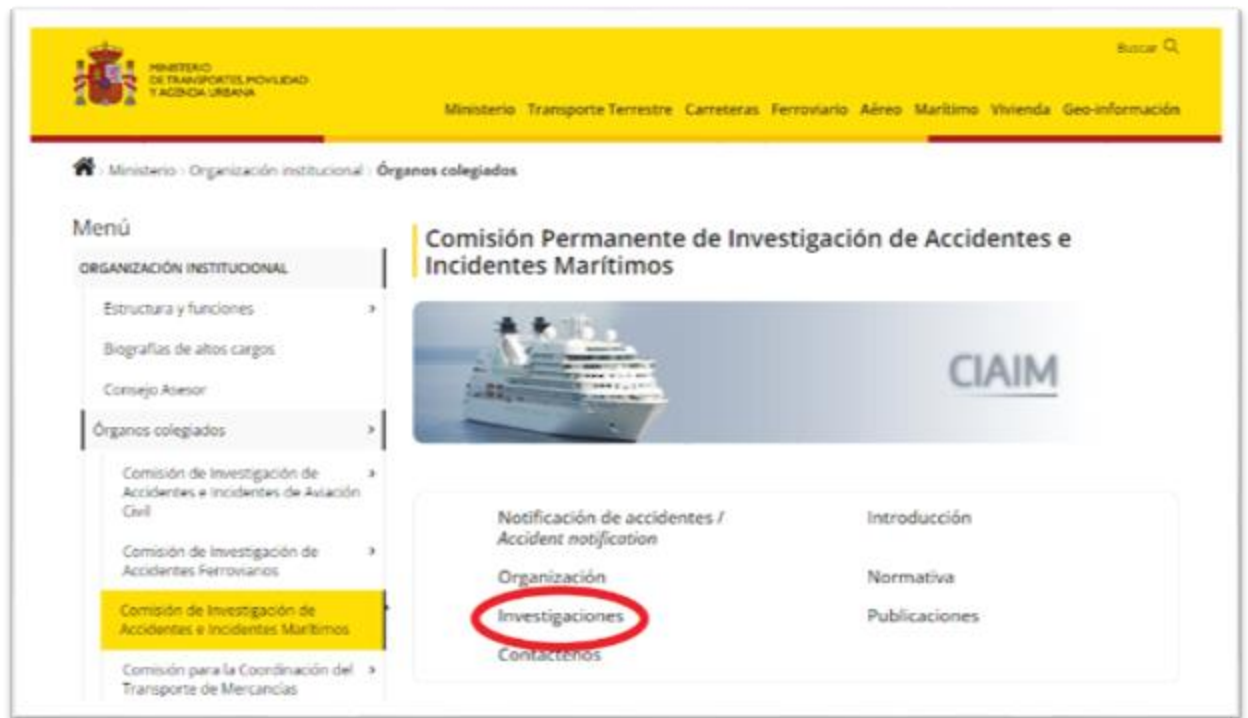 MINISTERIO
DE TRANSPORTES, MOVILIDAD
Y AGENDA URBANA
Buscar
Ministerio Transporte Terrestre Carreteras Ferroviario Aéreo Marítimo Vivienda Geo-información
Ministerio › Organización institucional › Órganos colegiados
Menú
ORGANIZACIÓN INSTITUCIONAL
Estructura y funciones
Biografías de altos cargos
Consejo Asesor
Órganos colegiados
Comisión de Investigación de
Accidentes e Incidentes de Aviación
Civil
Comisión de Investigación de
Accidentes Ferroviarios
Comisión de Investigación de
Accidentes e Incidentes Marítimos
Comisión para la Coordinación del
Transporte de Mercancías
Comisión Permanente de Investigación de Accidentes e
Incidentes Marítimos
CIAIM
Notificación de accidentes /
Accident notification
Introducción
Organización
Normativa
Investigaciones
Publicaciones
Contáctenos